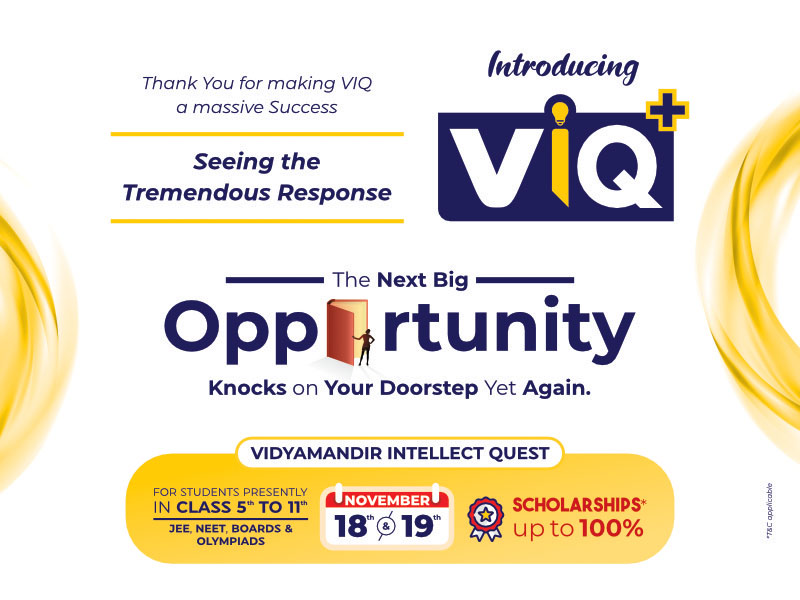 Thank You for making VIQ
a massive Success
Seeing the
Tremendous Response
Introducing
ViQ+
The Next Big
Opportunity
Knocks on Your Doorstep Yet Again.
VIDYAMANDIR INTELLECT QUEST
FOR STUDENTS PRESENTLY
IN CLASS 5th TO 11th
JEE, NEET, BOARDS &
OLYMPIADS
NOVEMBER
18th & 19th
SCHOLARSHIPS*
up to 100%
*T&C applicable